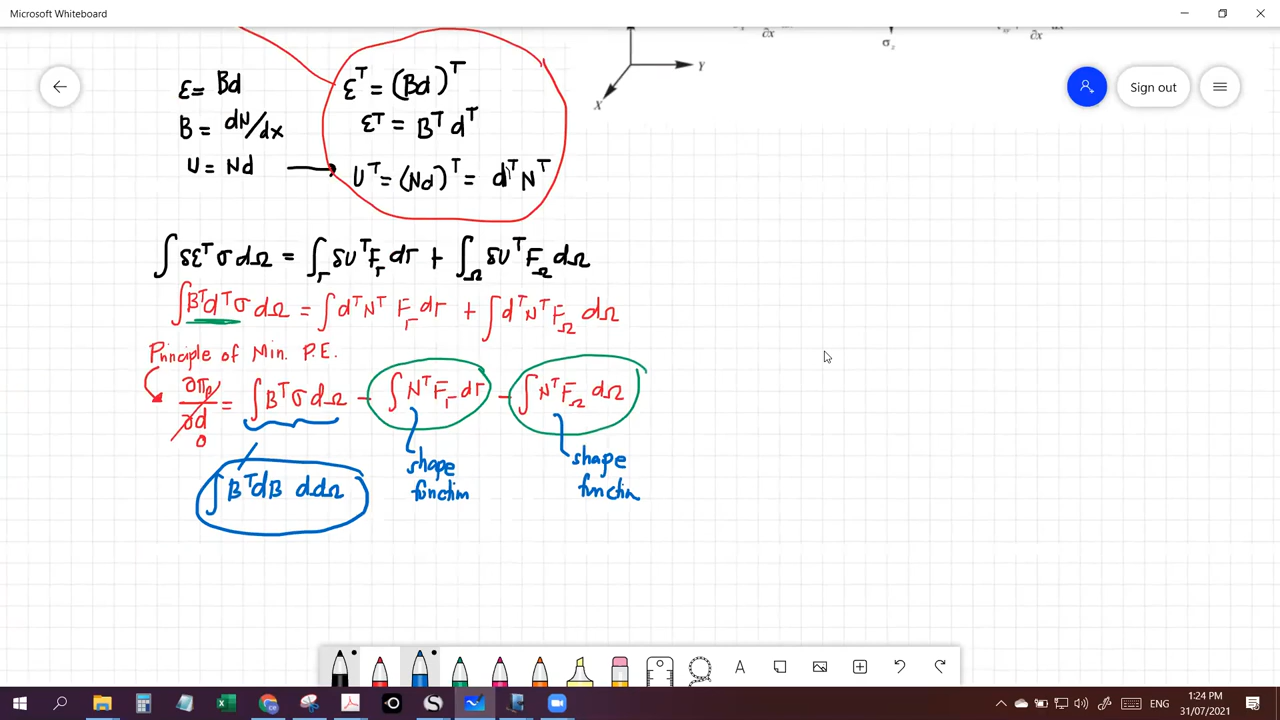 Microsoft Whiteboard
∂x
σz
∂x
Y
X
Sign out
ε = Bd
B = dN/dx
U = Nd
ε^T = (Bd)^T
ε^T = B^T d^T
U^T = (Nd)^T = d^T N^T
∫ δε^T σ dΩ = ∫_Γ δU^T F_Γ dΓ + ∫_Ω δU^T F_Ω dΩ
∫ B^T d^T σ dΩ = ∫ d^T N^T F_Γ dΓ + ∫ d^T N^T F_Ω dΩ
Principle of Min. P.E.
∂π_p/∂d = ∫ B^T σ dΩ - ∫ N^T F_Γ dΓ - ∫ N^T F_Ω dΩ
0
shape function
shape function
∫ B^T d B d dΩ
A
ENG
1:24 PM
31/07/2021